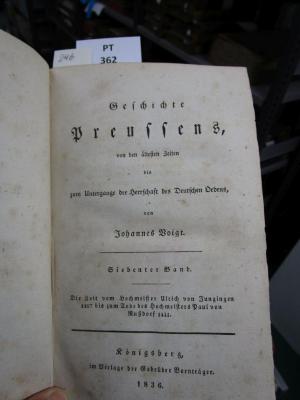 PT
362
Geschichte
Preussens,
von den ältesten Zeiten
bis
zum Untergange der Herrschaft des Deutschen Ordens,
von
Johannes Voigt.
Siebenter Band.
Die Zeit vom Hochmeister Ulrich von Jungingen
1407 bis zum Tode des Hochmeisters Paul von
Rußdorf 1441.
Königsberg,
im Verlage der Gebrüder Bornträger.
1836.